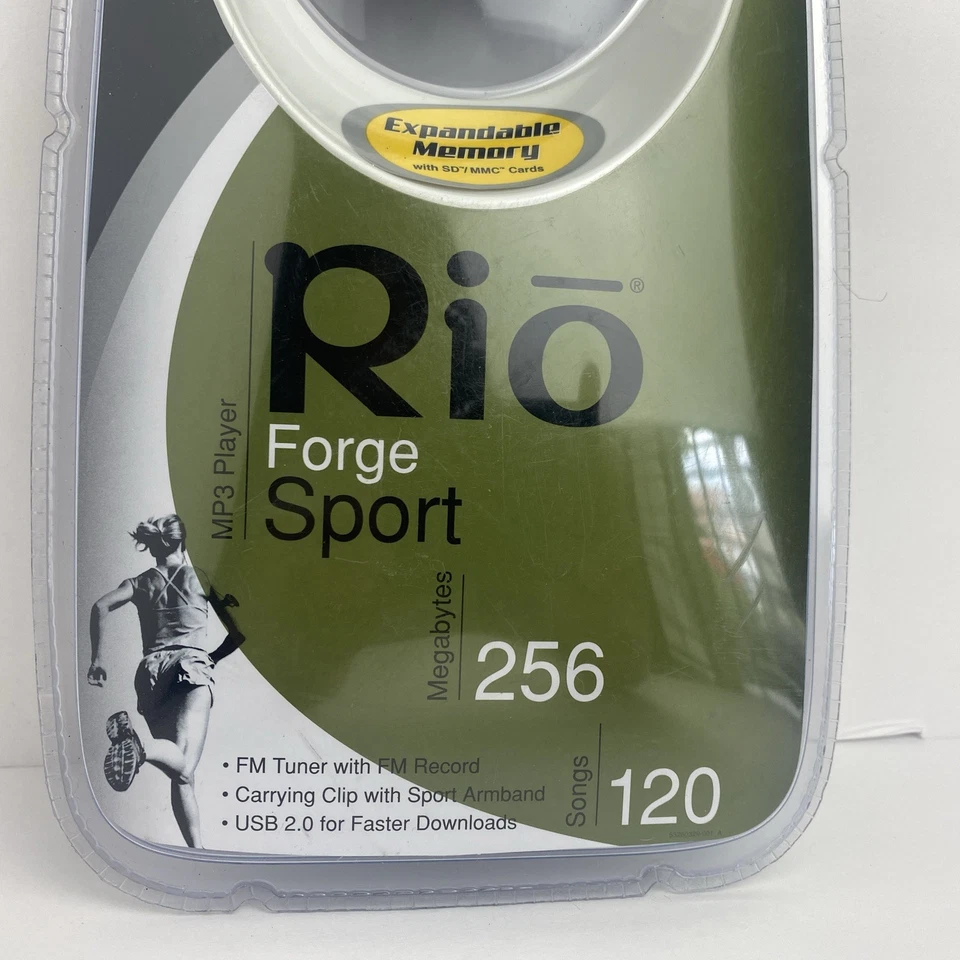 Expandable
Memory
with SD™/MMC™ Cards
Riō®
MP3 Player
Forge
Sport
Megabytes
256
• FM Tuner with FM Record
• Carrying Clip with Sport Armband
• USB 2.0 for Faster Downloads
Songs
120